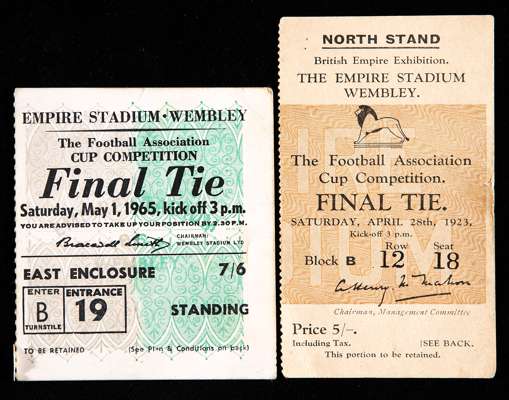 EMPIRE STADIUM • WEMBLEY
The Football Association
CUP COMPETITION
Final Tie
Saturday, May 1, 1965, kick off 3 p.m.
YOU ARE ADVISED TO TAKE UP YOUR POSITION BY 2.30 P.M.
CHAIRMAN
WEMBLEY STADIUM LTD
EAST ENCLOSURE 7/6
ENTER
B
TURNSTILE
ENTRANCE
19
STANDING
TO BE RETAINED (See Plan & Conditions on back)
NORTH STAND
British Empire Exhibition.
THE EMPIRE STADIUM
WEMBLEY.
The Football Association
Cup Competition.
FINAL TIE.
SATURDAY, APRIL 28th, 1923,
Kick-off 3 p.m.
Row Seat
Block B 12 18
Chairman, Management Committee
Price 5/-.
Including Tax. [SEE BACK.
This portion to be retained.